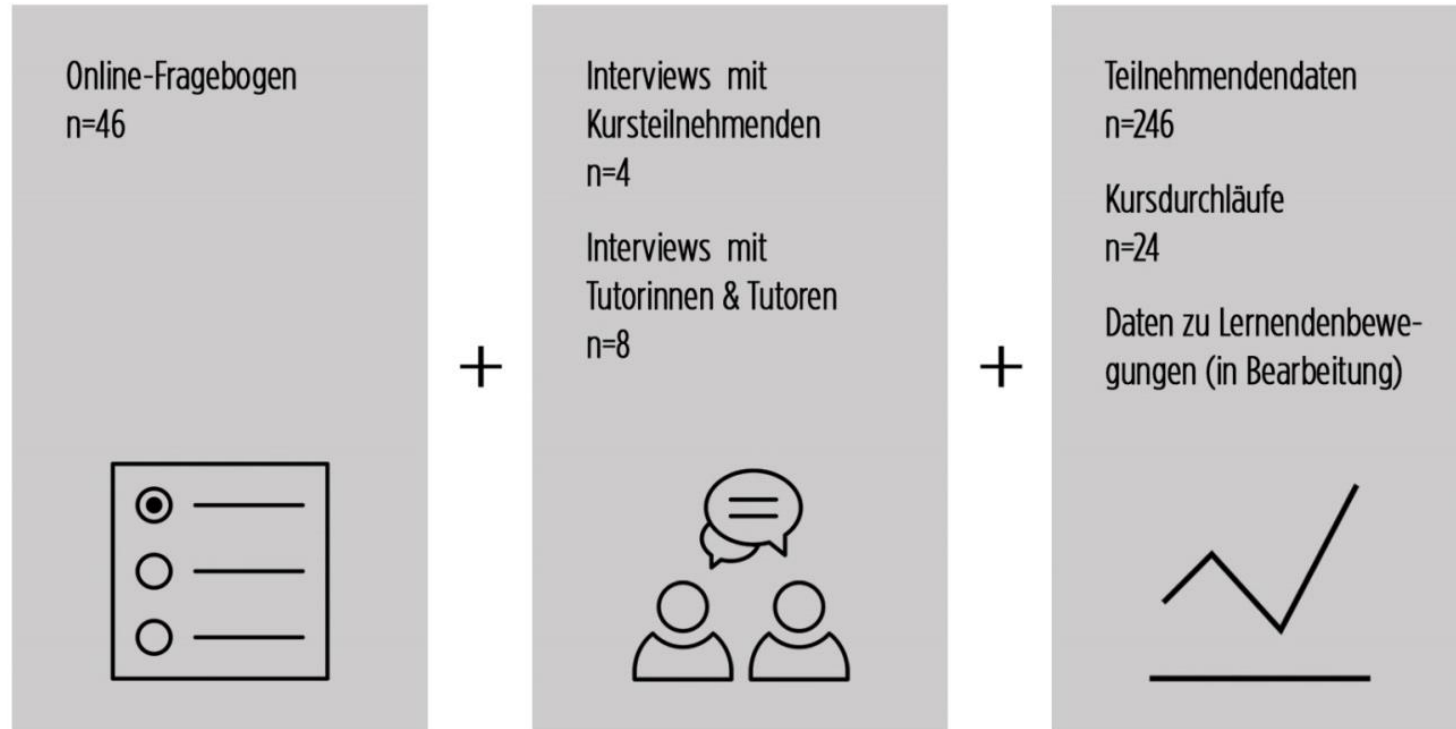 Online-Fragebogen
n=46
Interviews mit
Kursteilnehmenden
n=4
Interviews mit
Tutorinnen & Tutoren
n=8
Teilnehmendendaten
n=246
Kursdurchläufe
n=24
Daten zu Lernendenbewe-
gungen (in Bearbeitung)
+
+